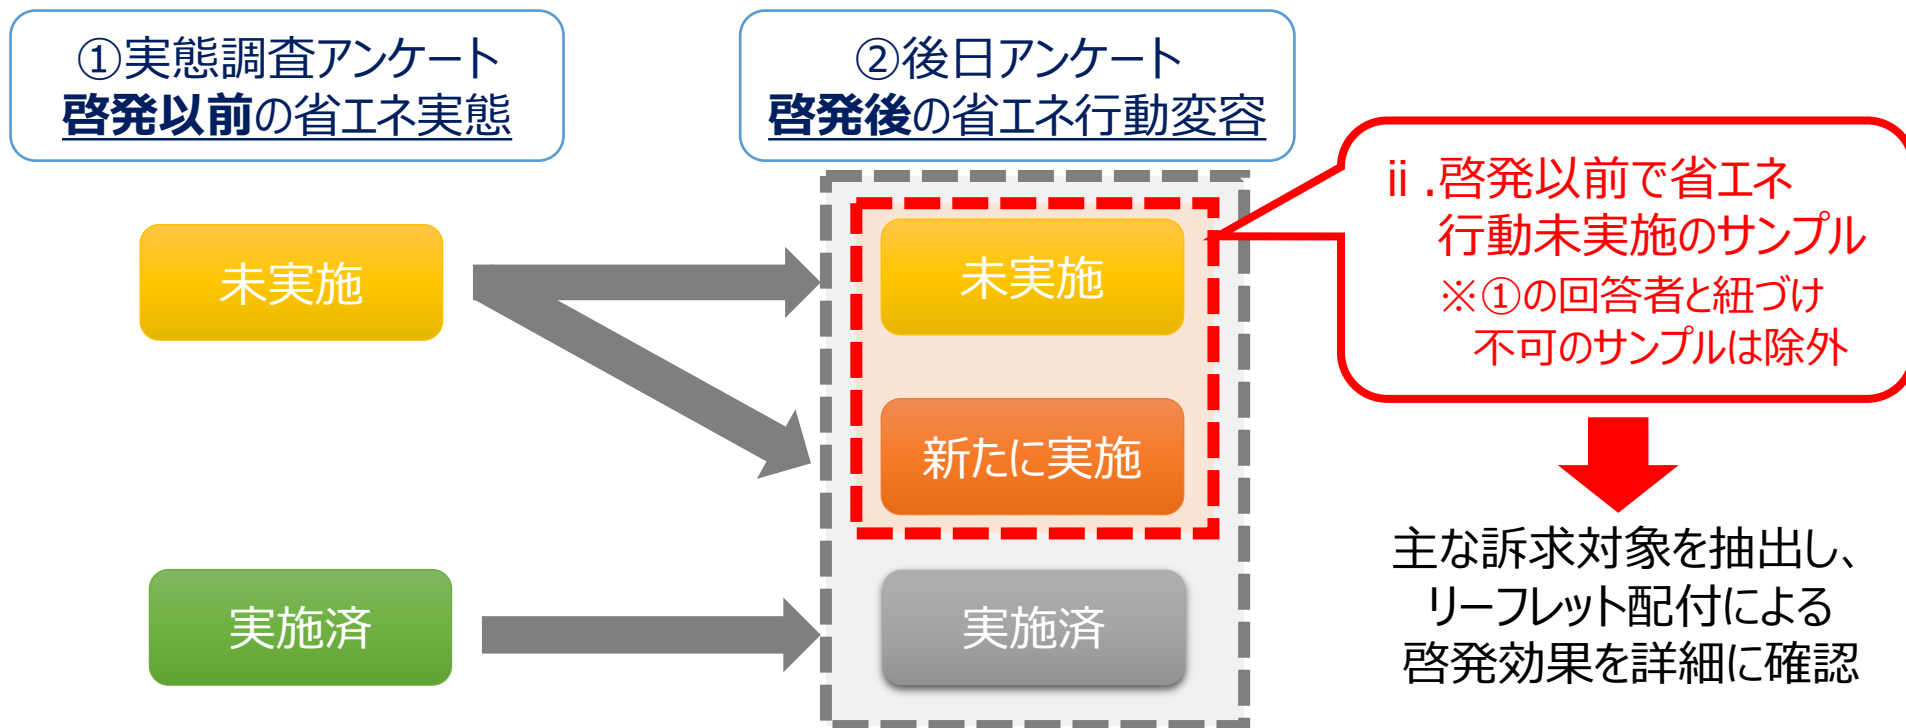 ①実態調査アンケート
啓発以前の省エネ実態
②後日アンケート
啓発後の省エネ行動変容
未実施
実施済
未実施
新たに実施
実施済
ⅱ.啓発以前で省エネ
行動未実施のサンプル
※①の回答者と紐づけ
不可のサンプルは除外
主な訴求対象を抽出し、
リーフレット配付による
啓発効果を詳細に確認